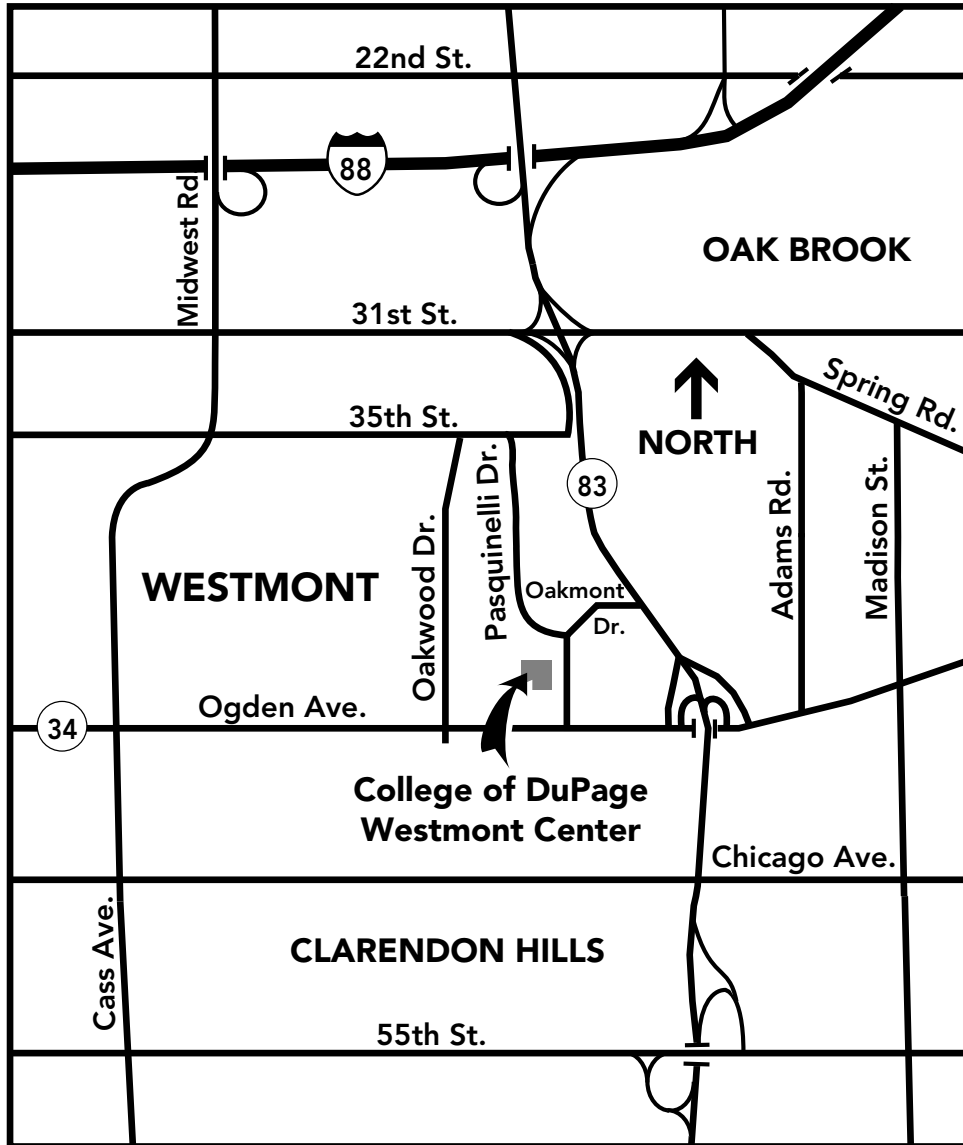 22nd St.
88
Midwest Rd
OAK BROOK
31st St.
Spring Rd.
35th St.
NORTH
83
Pasquinelli Dr.
Oakwood Dr.
Adams Rd.
Madison St.
WESTMONT
Oakmont
Dr.
34
Ogden Ave.
College of DuPage
Westmont Center
Chicago Ave.
Cass Ave.
CLARENDON HILLS
55th St.